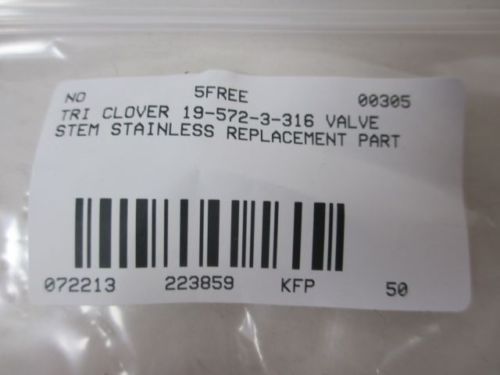 NO 5FREE 00305
TRI CLOVER 19-572-3-316 VALVE
STEM STAINLESS REPLACEMENT PART
072213 223859 KFP 50